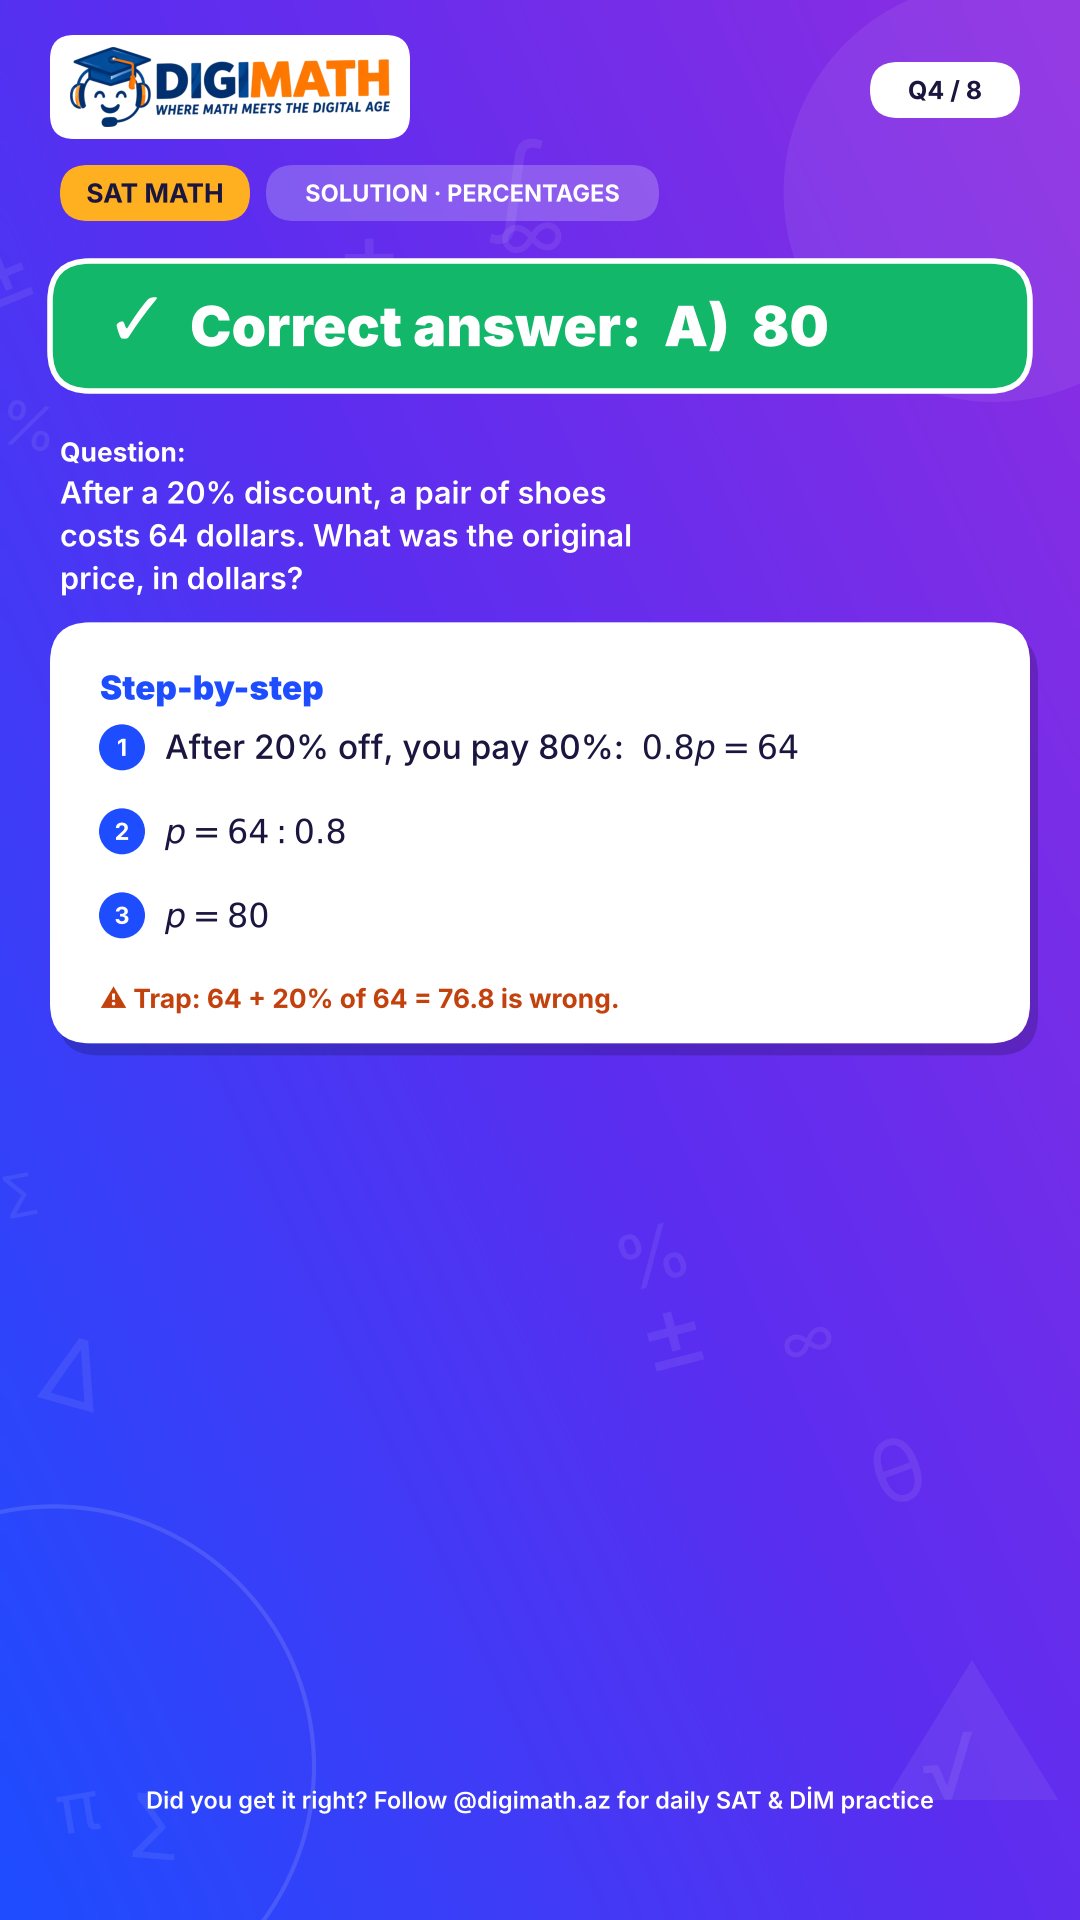 DIGIMATH
WHERE MATH MEETS THE DIGITAL AGE
Q4 / 8
SAT MATH
SOLUTION · PERCENTAGES
✓ Correct answer: A) 80
Question:
After a 20% discount, a pair of shoes
costs 64 dollars. What was the original
price, in dollars?
Step-by-step
1 After 20% off, you pay 80%: 0.8p = 64
2 p = 64 : 0.8
3 p = 80
⚠ Trap: 64 + 20% of 64 = 76.8 is wrong.
Σ
%
± ∞
Δ
θ
√
π Σ
Did you get it right? Follow @digimath.az for daily SAT & DİM practice